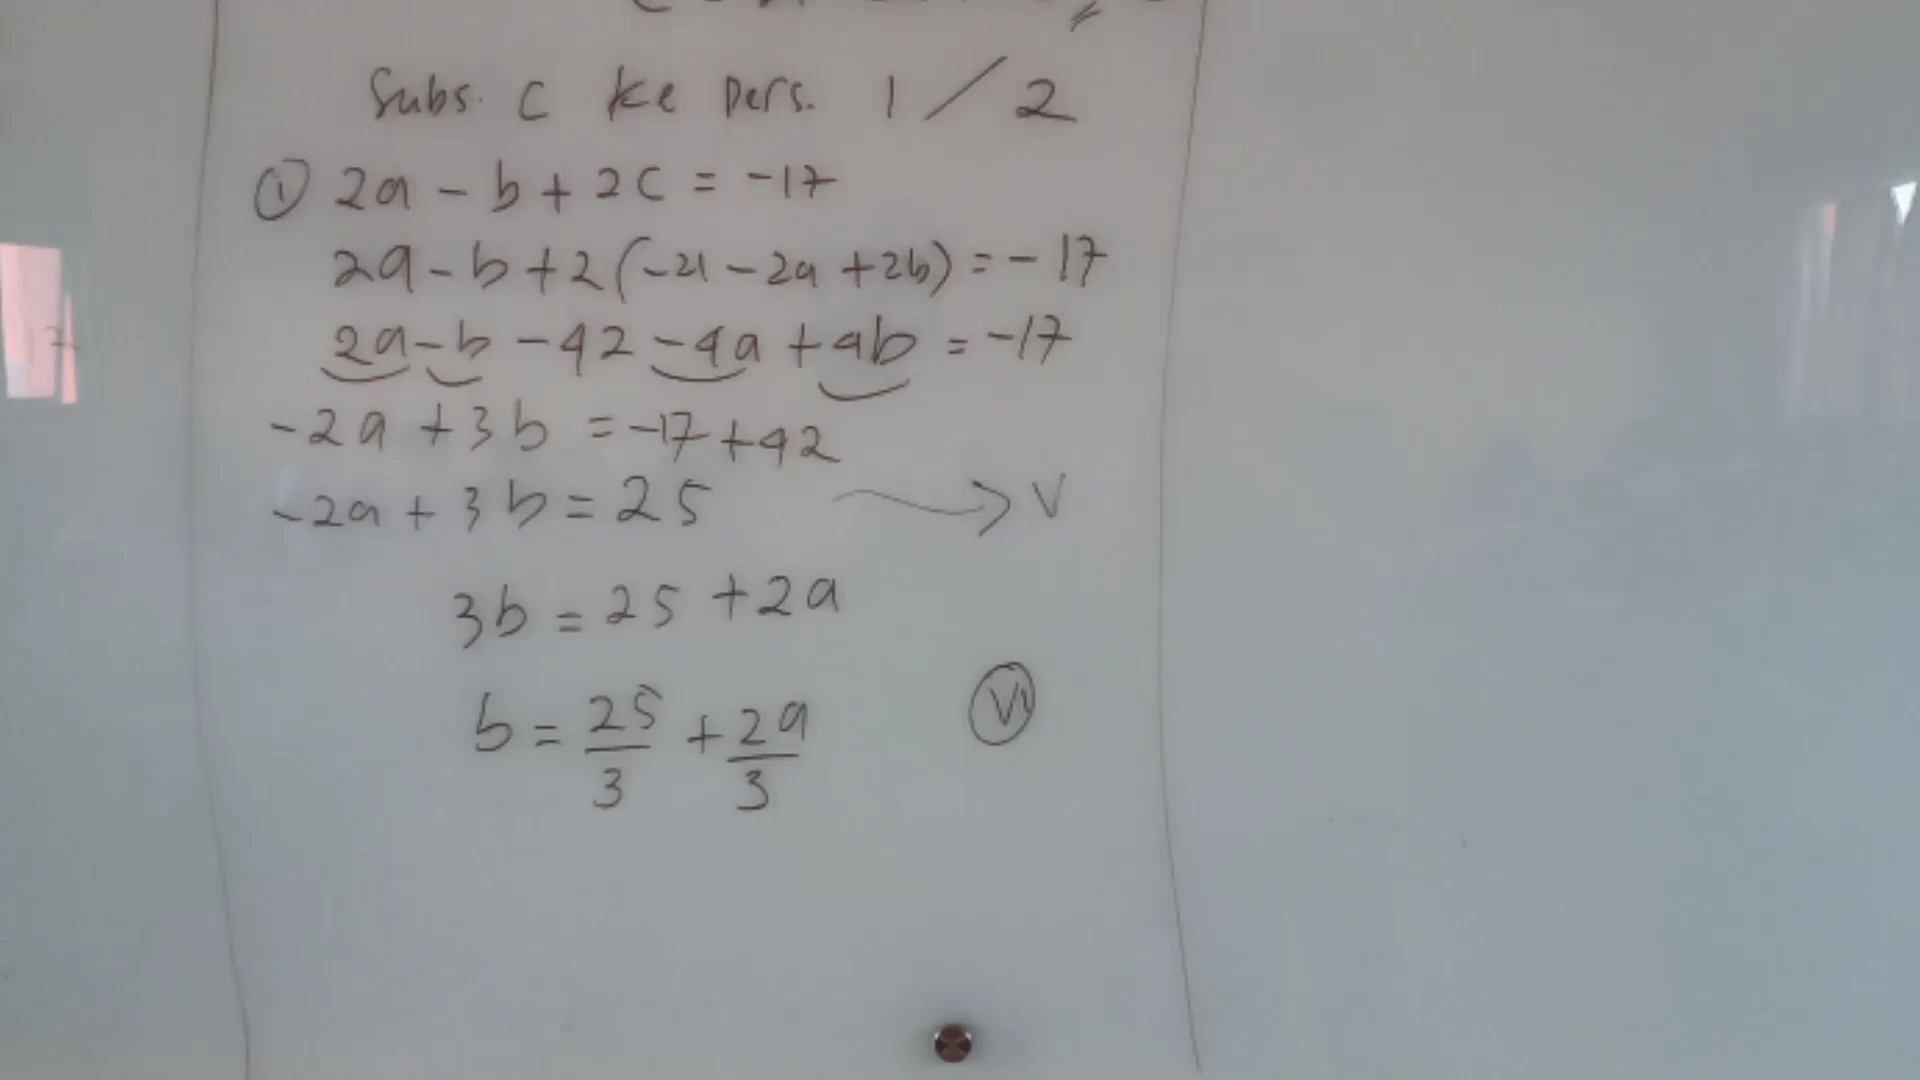 Subs. C ke pers. 1 / 2
① 2a - b + 2c = -17
2a - b + 2(-21 - 2a + 2b) = -17
2a - b - 42 - 4a + 4b = -17
-2a + 3b = -17 + 42
-2a + 3b = 25 → V
3b = 25 + 2a
b = 25/3 + 2a/3 VI
17